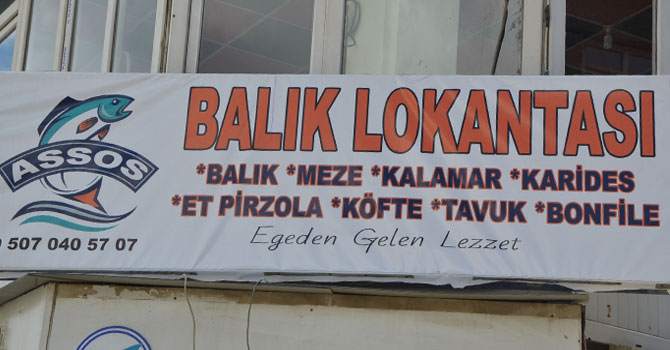 ASSOS
507 040 57 07
BALIK LOKANTASI
*BALIK *MEZE *KALAMAR *KARIDES
*ET PİRZOLA *KÖFTE *TAVUK *BONFİLE
Egeden Gelen Lezzet